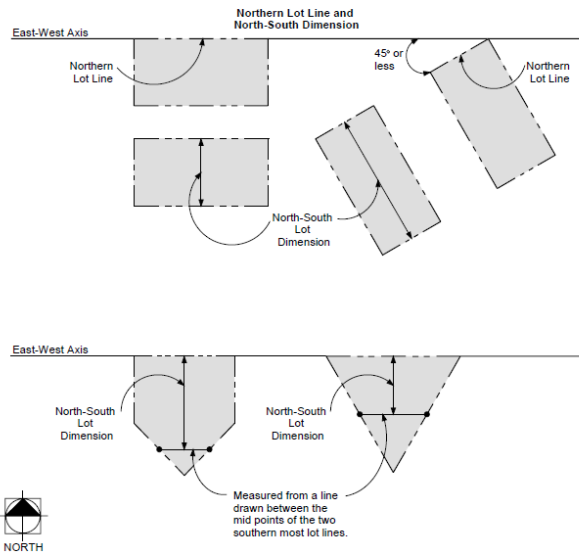 Northern Lot Line and
North-South Dimension
East-West Axis
45° or
less
Northern
Lot Line
Northern
Lot Line
North-South
Lot
Dimension
East-West Axis
North-South
Lot
Dimension
North-South
Lot
Dimension
Measured from a line
drawn between the
mid points of the two
southern most lot lines.
NORTH